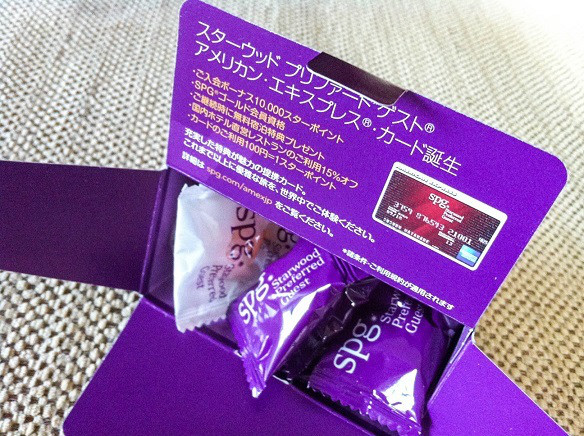 スターウッド プリファード・ゲスト®
アメリカン・エキスプレス®・カード誕生
・ご入会ボーナス10,000スターポイント
・SPG®ゴールド会員資格
・ご継続時に無料宿泊特典プレゼント
・国内ホテル直営レストランのご利用15%オフ
・カードのご利用100円=1スターポイント
充実した特典が魅力の提携カード。
これまで以上に優雅な旅を、世界中でご体験ください。
詳細は spg.com/amexjp をご覧ください。
*諸条件・ご利用規約が適用されます
spg.
Starwood
Preferred
Guest
spg.
Starwood
Preferred
Guest
spg.
Starwood
Preferred
Guest
spg.
Starwood
Preferred
Guest
spg